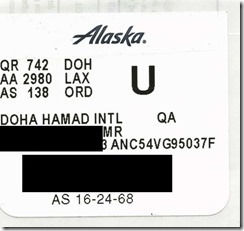 Alaska.
QR 742 DOH
AA 2980 LAX U
AS 138 ORD
DOHA HAMAD INTL QA
MR
3 ANC54VG95037F
AS 16-24-68